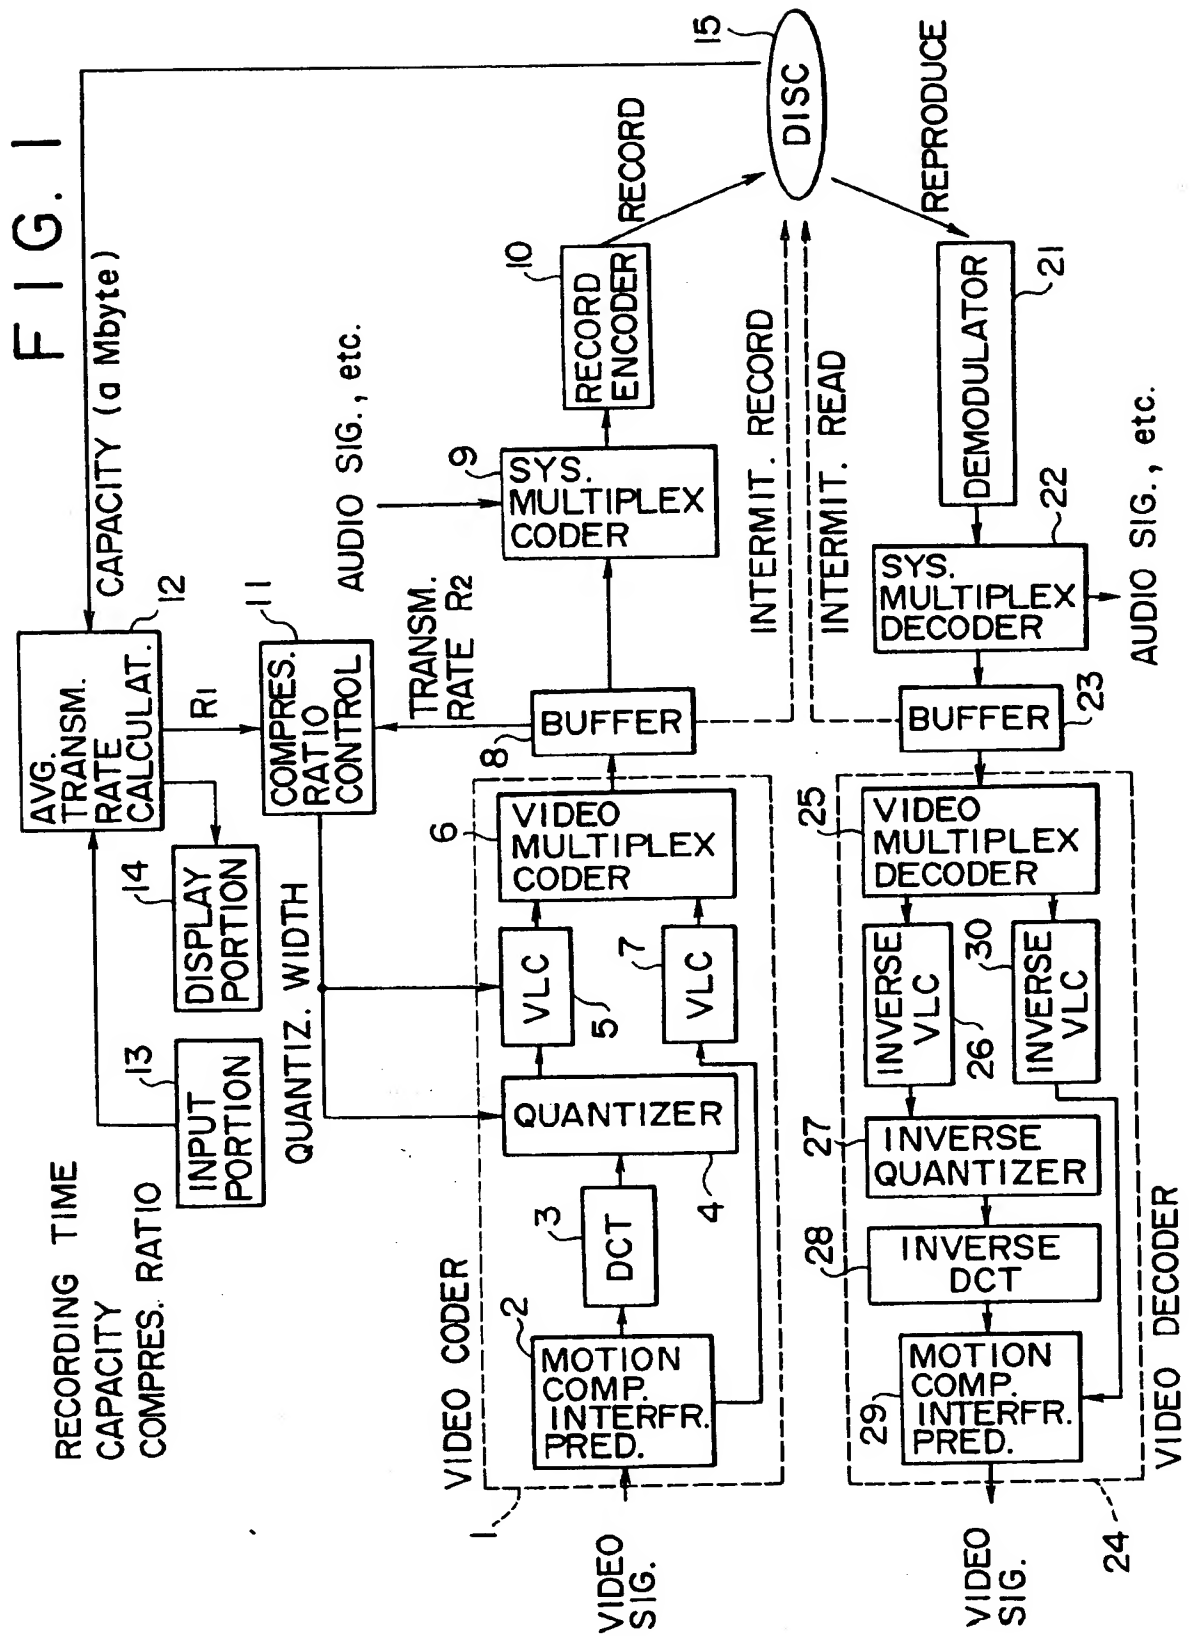 FIG. 1
RECORDING TIME
CAPACITY
COMPRES. RATIO
13
INPUT
PORTION
14
DISPLAY
PORTION
AVG.
TRANSM.
RATE
CALCULAT.
12
CAPACITY (a Mbyte)
R1
11
COMPRES.
RATIO
CONTROL
QUANTIZ. WIDTH
TRANSM.
RATE R2
AUDIO SIG., etc.
VIDEO CODER
1
VIDEO
SIG.
2
MOTION
COMP.
INTERFR.
PRED.
3
DCT
4
QUANTIZER
5
VLC
7
VLC
6
VIDEO
MULTIPLEX
CODER
8
BUFFER
9
SYS.
MULTIPLEX
CODER
10
RECORD
ENCODER
RECORD
15
DISC
INTERMIT. RECORD
INTERMIT. READ
REPRODUCE
DEMODULATOR
21
SYS.
MULTIPLEX
DECODER
22
AUDIO SIG., etc.
BUFFER
23
25
VIDEO
MULTIPLEX
DECODER
INVERSE
VLC
26
30
INVERSE
VLC
27
INVERSE
QUANTIZER
28
INVERSE
DCT
29
MOTION
COMP.
INTERFR.
PRED.
VIDEO DECODER
24
VIDEO
SIG.